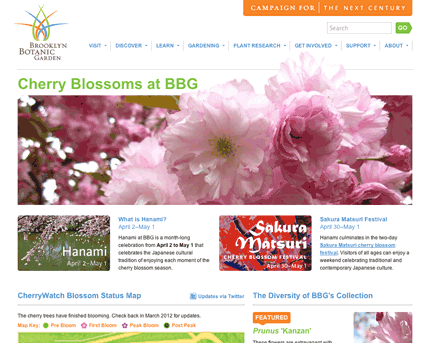 CAMPAIGN FOR | THE NEXT CENTURY
Search
GO
BROOKLYN
BOTANIC
GARDEN
VISIT
DISCOVER
LEARN
GARDENING
PLANT RESEARCH
GET INVOLVED
SUPPORT
ABOUT
Cherry Blossoms at BBG
Hanami
April 2–May 1
What is Hanami?
April 2–May 1
Hanami at BBG is a month-long
celebration from April 2 to May 1 that
celebrates the Japanese cultural
tradition of enjoying each moment of the
cherry blossom season.
Sakura
Matsuri
CHERRY BLOSSOM FESTIVAL
April 30–May 1
Sakura Matsuri Festival
April 30–May 1
Hanami culminates in the two-day
Sakura Matsuri cherry blossom
festival. Visitors of all ages can enjoy a
weekend celebrating traditional and
contemporary Japanese culture.
CherryWatch Blossom Status Map
Updates via Twitter
The cherry trees have finished blooming. Check back in March 2012 for updates.
Map Key: Pre Bloom First Bloom Peak Bloom Post Peak
The Diversity of BBG's Collection
FEATURED
Prunus 'Kanzan'
These flowers are extravagant with